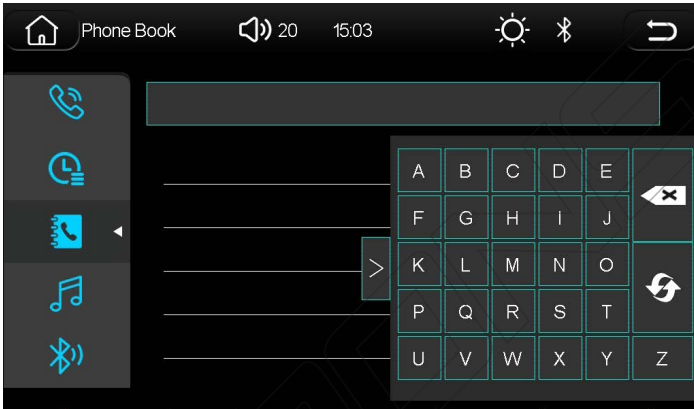 Phone Book 20 15:03
A B C D E
F G H I J
K L M N O
P Q R S T
U V W X Y Z